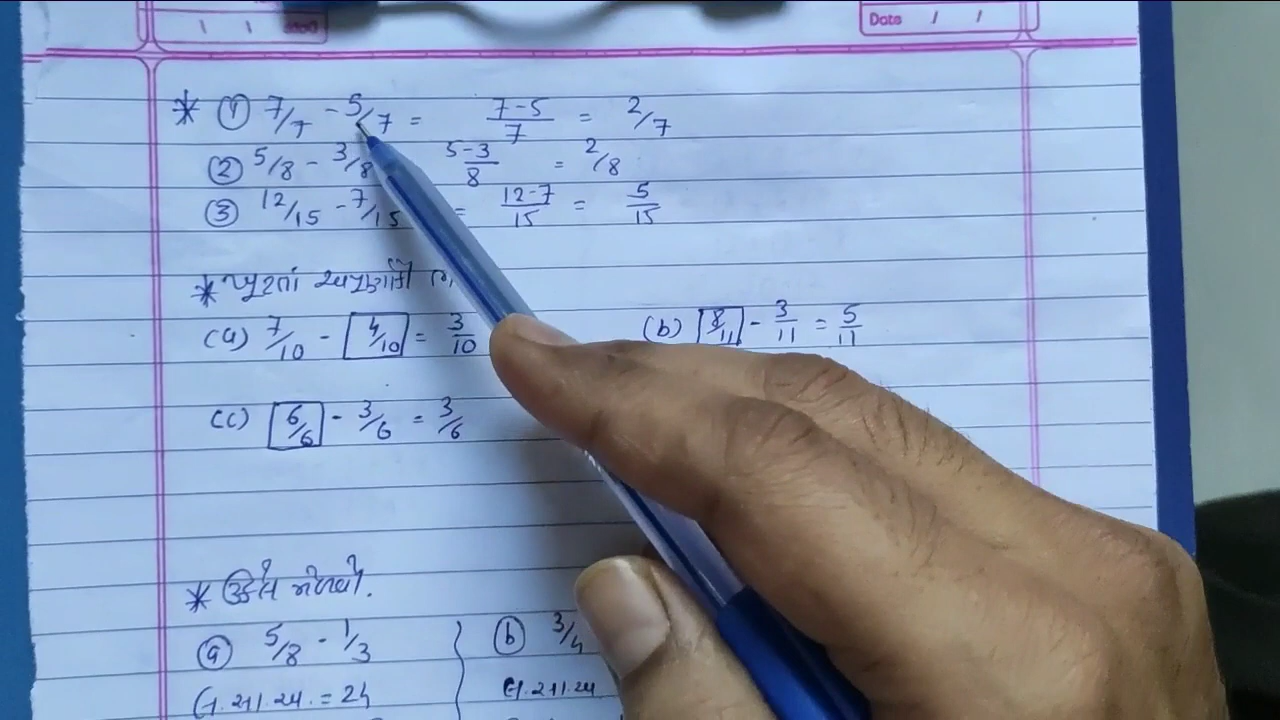 Date / /
* ① 7/7 - 5/7 = 7-5/7 = 2/7
② 5/8 - 3/8 5-3/8 = 2/8
③ 12/15 - 7/15 = 12-7/15 = 5/15
(a) 7/10 - 4/10 = 3/10 (b) 8/11 - 3/11 = 5/11
(c) 6/6 - 3/6 = 3/6
* ઉકેલ મેળવો.
ⓐ 5/8 - 1/3 ⓑ 3/4
લ.સા.અ. = 24 લ.સા.અ.